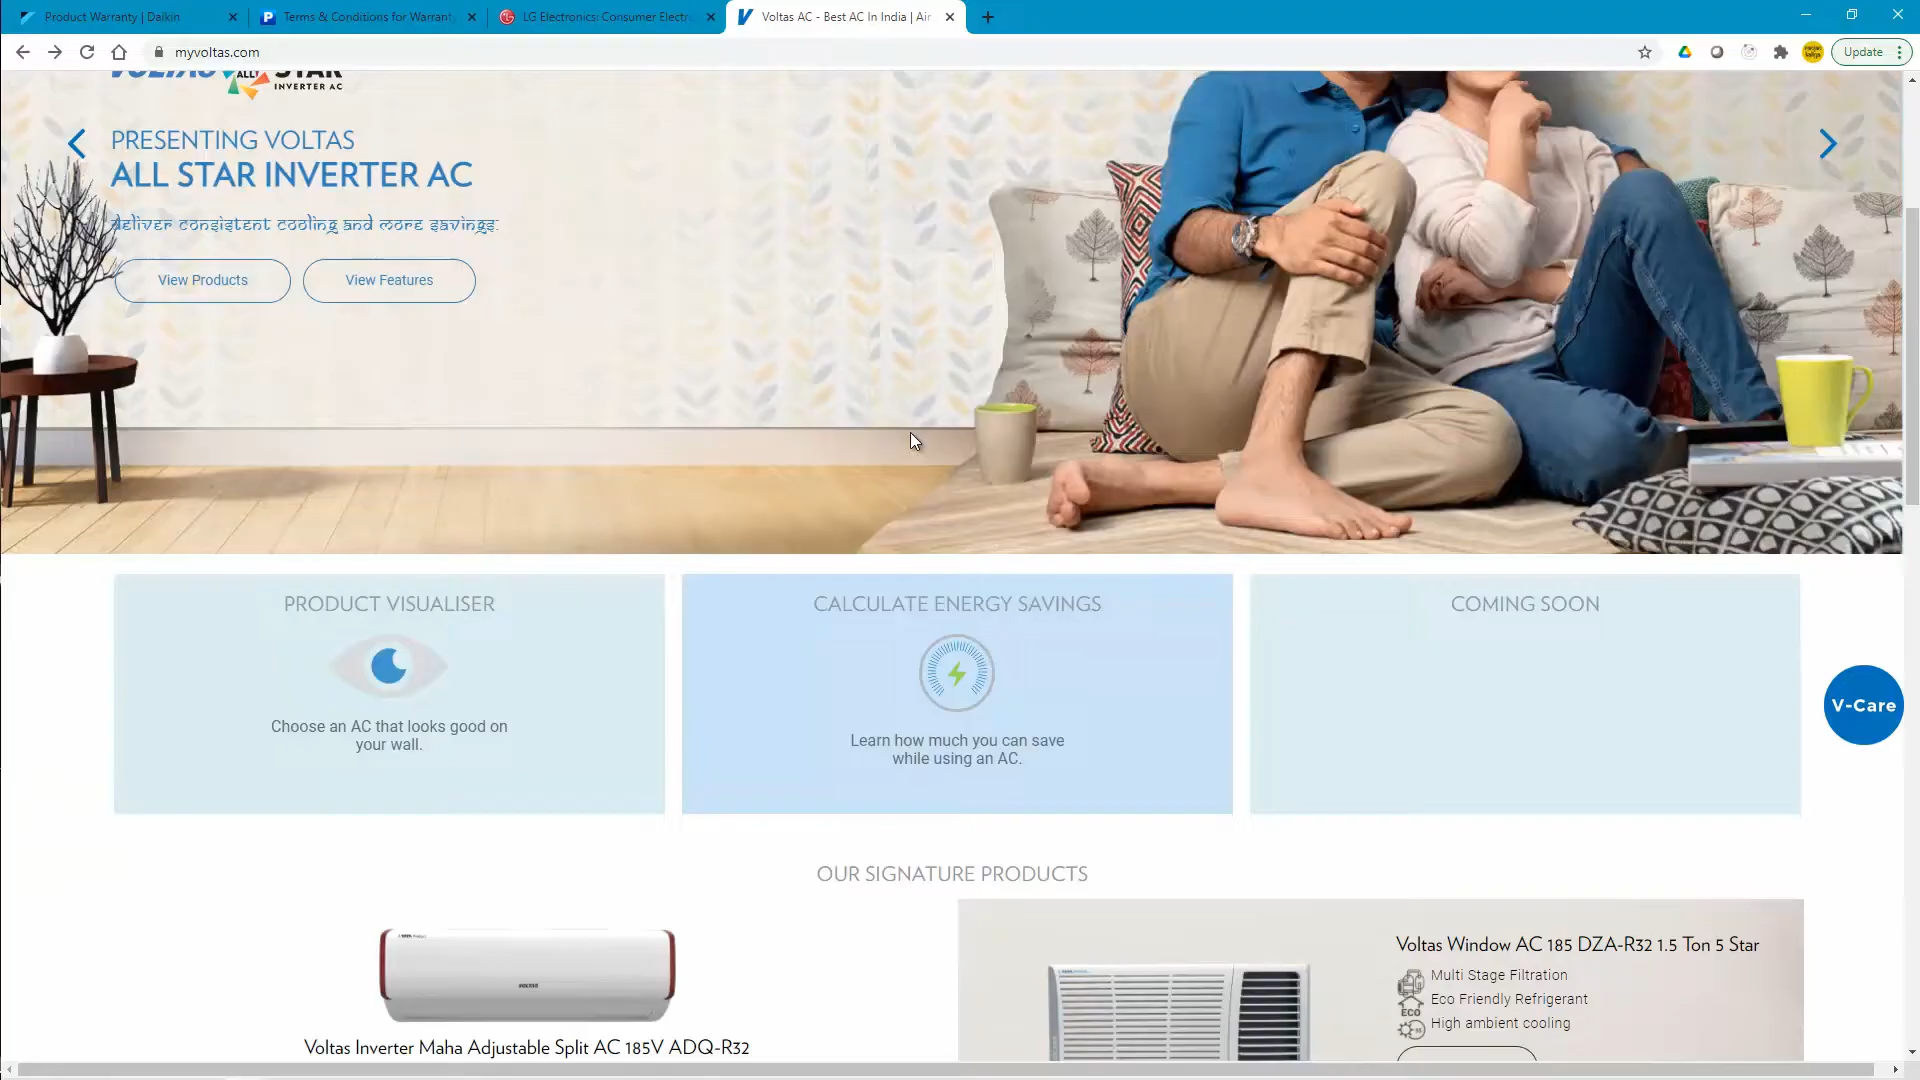 Product Warranty | Daikin
Terms & Conditions for Warrant
LG Electronics: Consumer Electr
Voltas AC - Best AC In India | Air
myvoltas.com
Update
VOLTAS ALL STAR
INVERTER AC
PRESENTING VOLTAS
ALL STAR INVERTER AC
deliver consistent cooling and more savings.
View Products
View Features
PRODUCT VISUALISER
Choose an AC that looks good on
your wall.
CALCULATE ENERGY SAVINGS
Learn how much you can save
while using an AC.
COMING SOON
V-Care
OUR SIGNATURE PRODUCTS
VOLTAS
Voltas Inverter Maha Adjustable Split AC 185V ADQ-R32
Voltas Window AC 185 DZA-R32 1.5 Ton 5 Star
Multi Stage Filtration
ECO
Eco Friendly Refrigerant
High ambient cooling